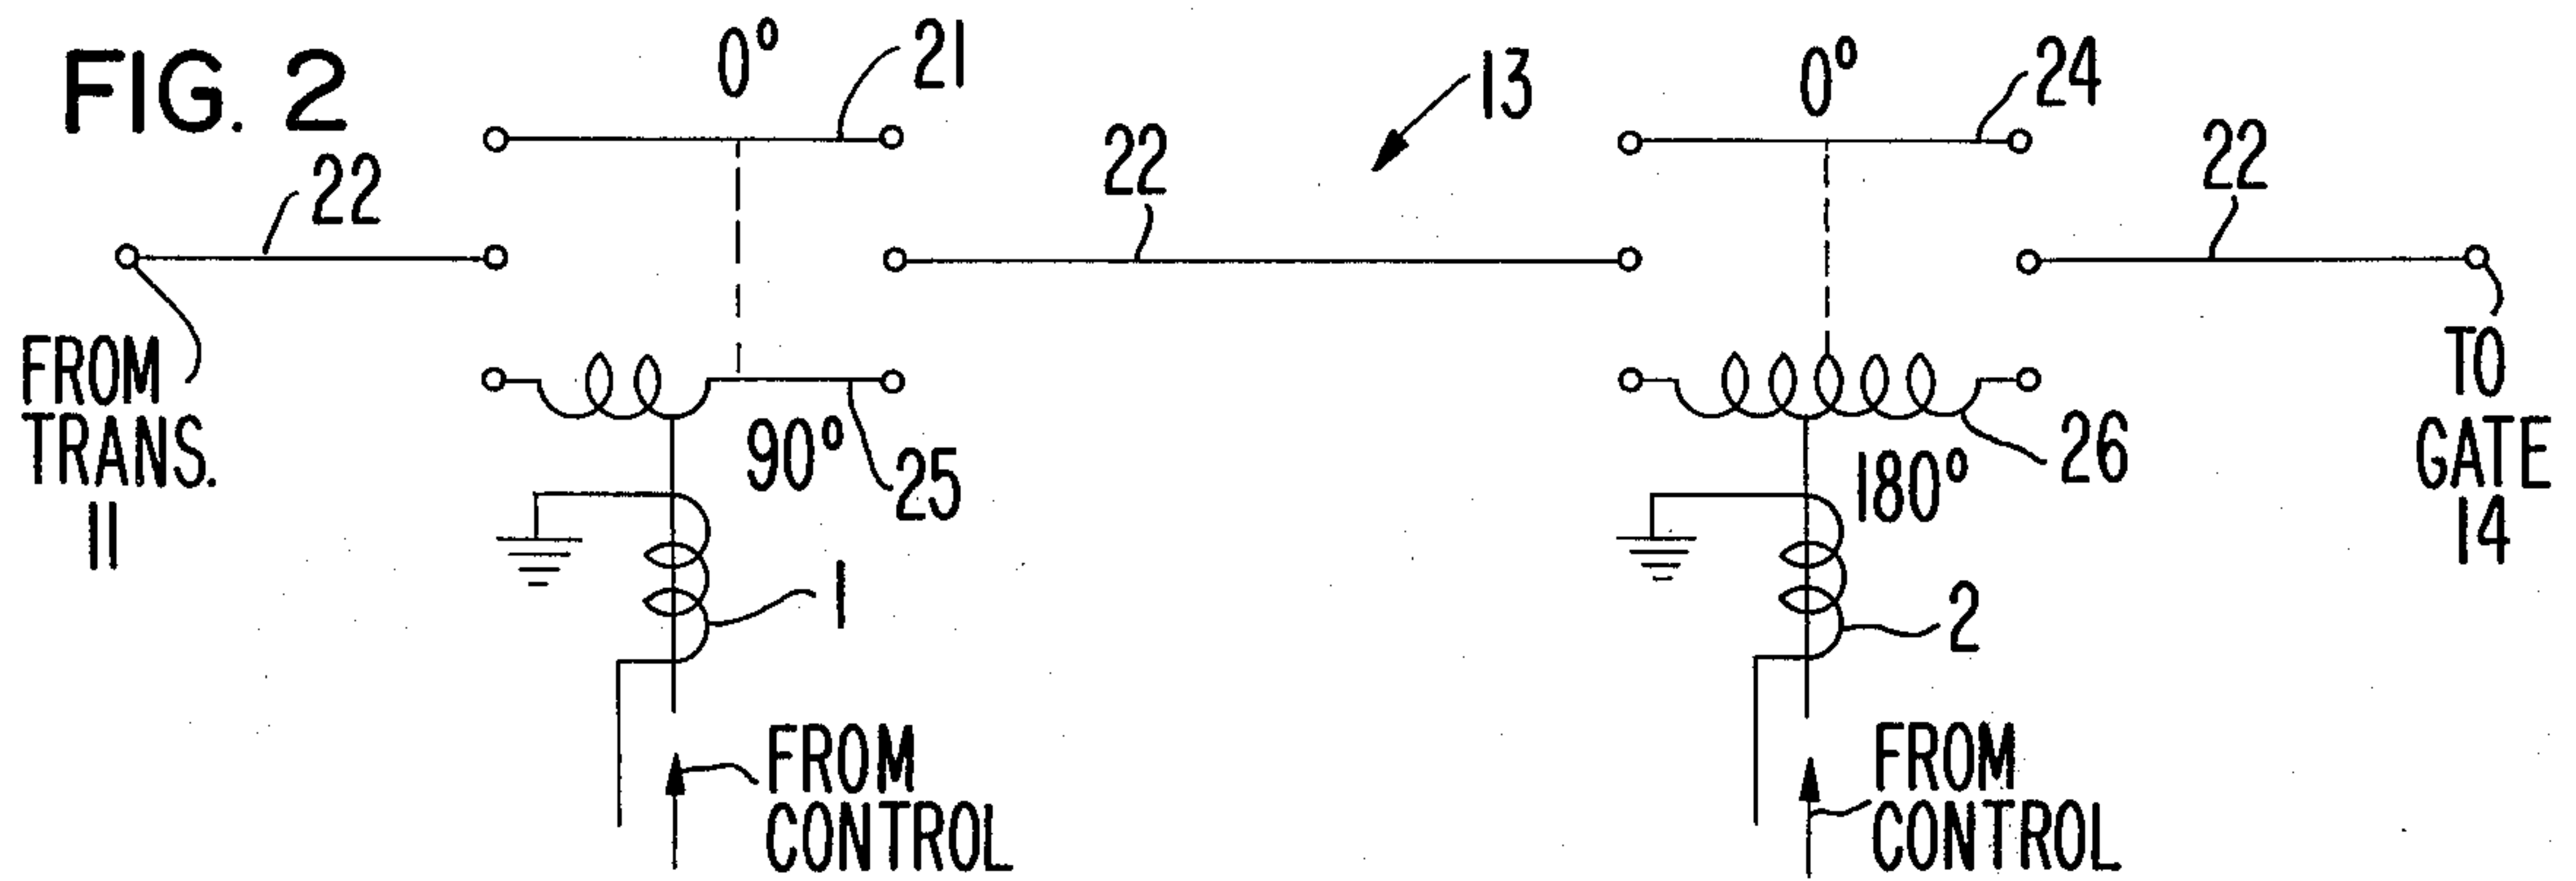 FIG. 2
0°
21
13
0°
24
22
22
22
FROM
TRANS.
11
90°
25
180°
26
TO
GATE
14
1
2
FROM
CONTROL
FROM
CONTROL